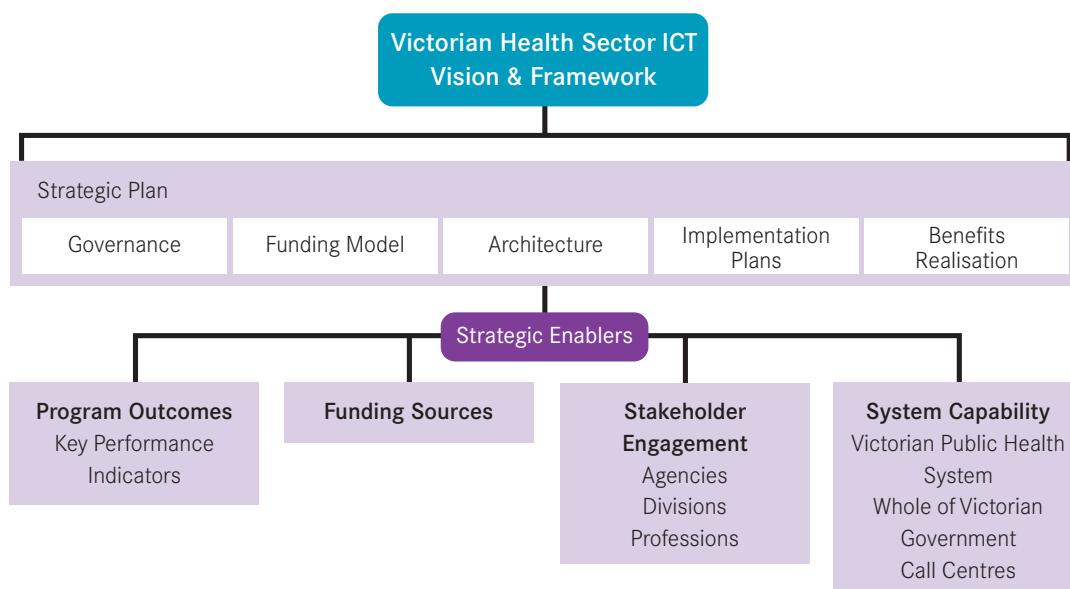 Victorian Health Sector ICT
Vision & Framework
Strategic Plan
Governance
Funding Model
Architecture
Implementation
Plans
Benefits
Realisation
Strategic Enablers
Program Outcomes
Key Performance
Indicators
Funding Sources
Stakeholder
Engagement
Agencies
Divisions
Professions
System Capability
Victorian Public Health
System
Whole of Victorian
Government
Call Centres